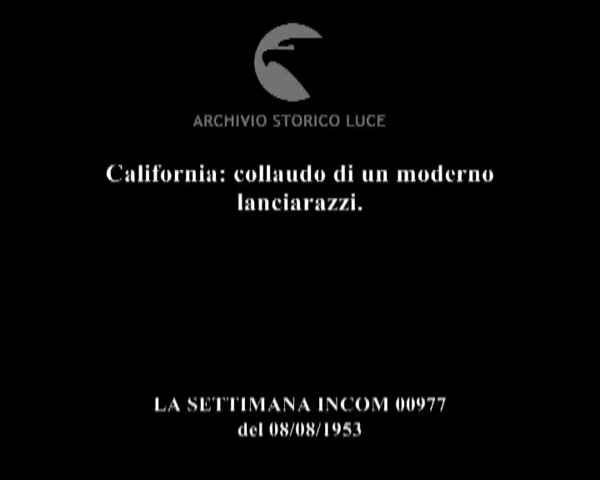 ARCHIVIO STORICO LUCE
California: collaudo di un moderno
lanciarazzi.
LA SETTIMANA INCOM 00977
del 08/08/1953